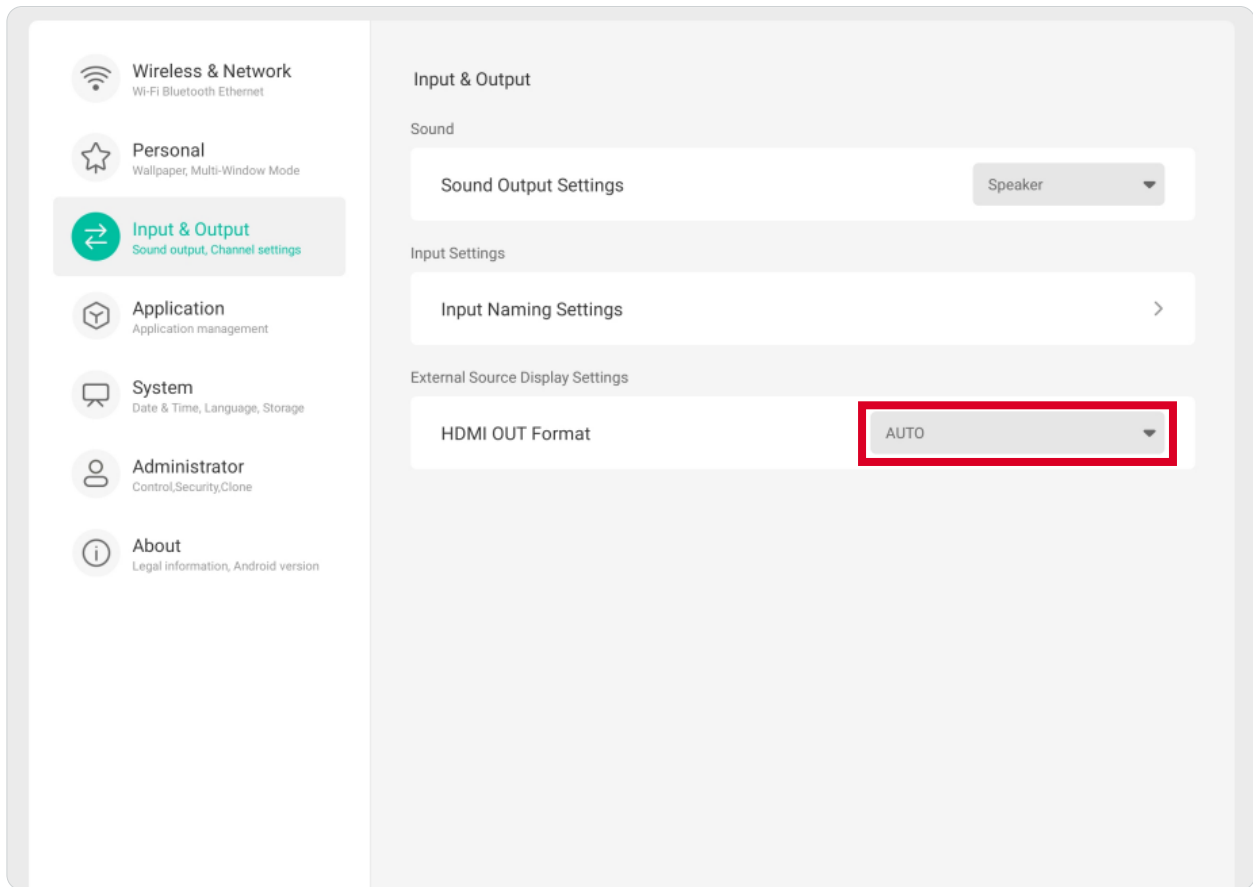 Wireless & Network
Wi-Fi Bluetooth Ethernet
Personal
Wallpaper, Multi-Window Mode
Input & Output
Sound output, Channel settings
Application
Application management
System
Date & Time, Language, Storage
Administrator
Control,Security,Clone
About
Legal information, Android version
Input & Output
Sound
Sound Output Settings
Speaker
Input Settings
Input Naming Settings
External Source Display Settings
HDMI OUT Format
AUTO